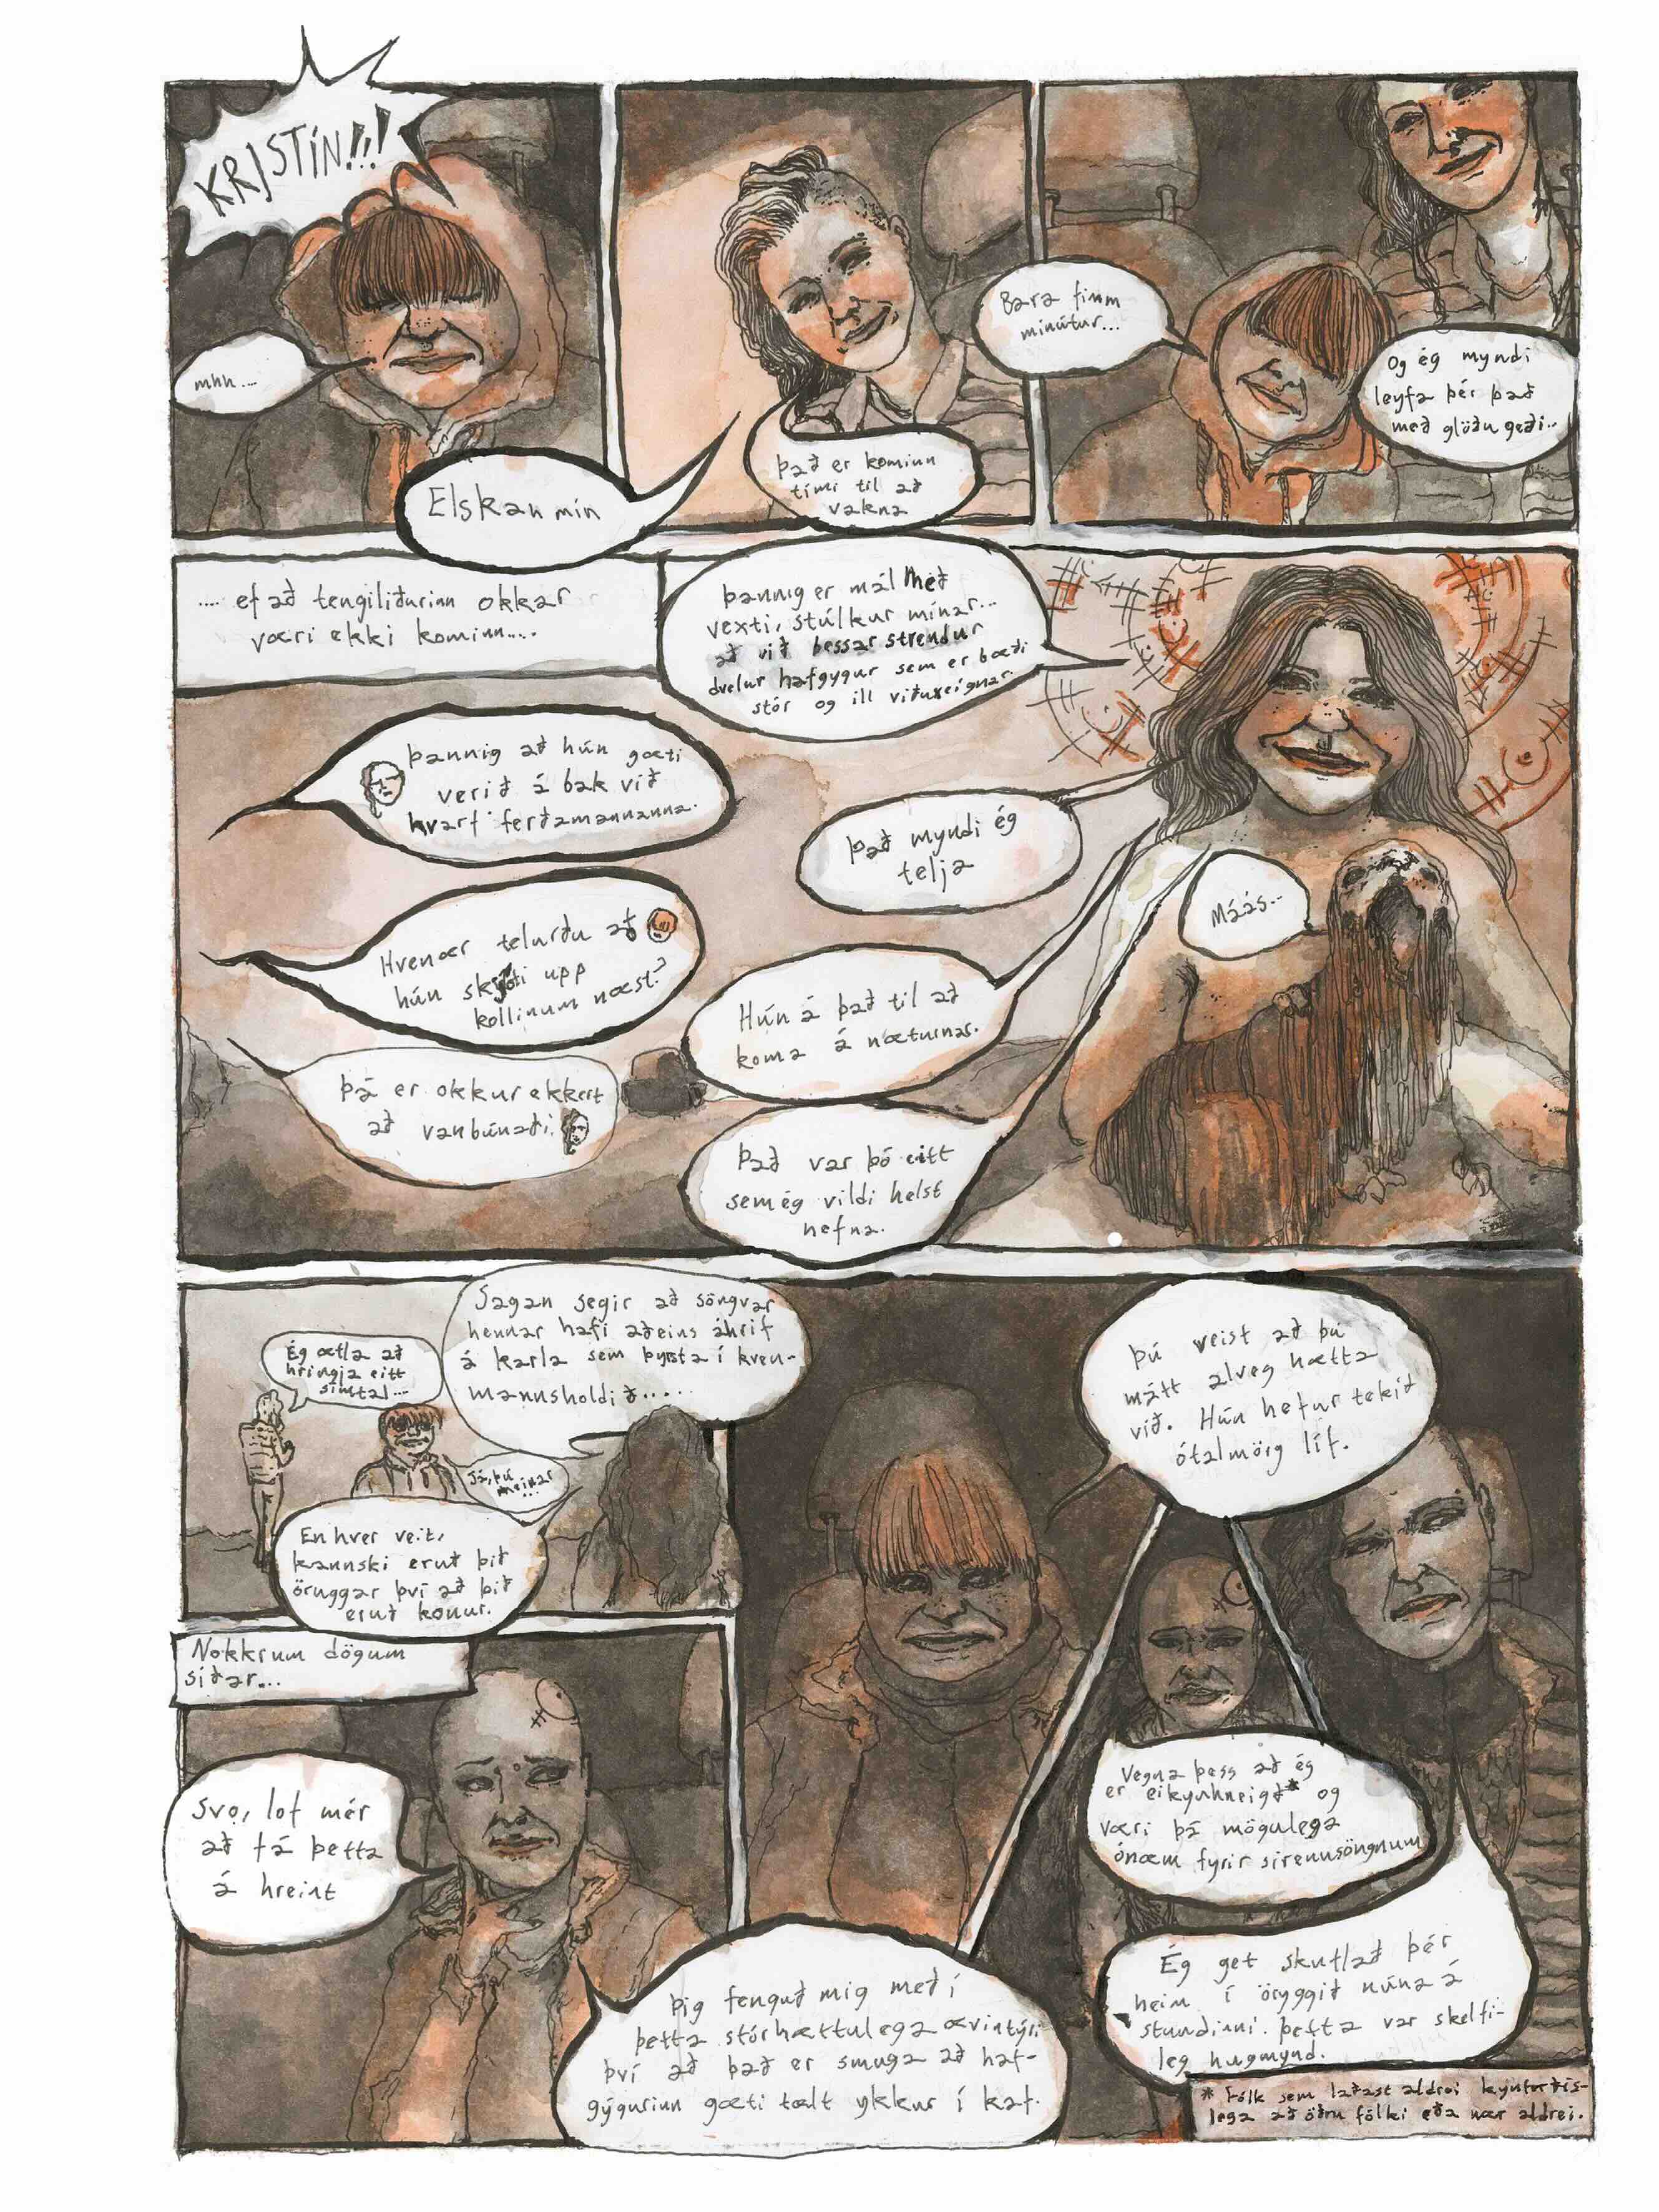 KRISTÍN!!!
mhh....
Elskan mín
Það er kominn
tími til að
vakna
Bara fimm
mínútur...
Og ég myndi
leyfa þér það
með glöðu geði..
.... ef að tengiliðurinn okkar
væri ekki kominn....
Þannig er mál með
vexti, stúlkur mínar...
að við þessar strendur
dvelur hafgýgur sem er bæði
stór og ill viðureignar.
Þannig að hún gæti
verið á bak við
hvarf ferðamannanna.
Það myndi ég
telja
Máás...
Hvenær telurðu að
hún skjóti upp
kollinum næst?
Hún á það til að
koma á næturnar.
Þá er okkur ekkert
að vanbúnaði.
Það var þó eitt
sem ég vildi helst
nefna.
Sagan segir að söngvar
hennar hafi aðeins áhrif
á karla sem þyrsta í kven-
mannsholdið.....
Ég ætla að
hringja eitt
símtal....
Já, þú
meinar...
En hver veit,
kannski eruð þið
öruggar því að þið
eruð konur.
Nokkrum dögum
síðar...
Svo, lof mér
að fá þetta
á hreint
Þig fenguð mig með í
þetta stórhættulega ævintýri
því að það er smuga að haf-
gýgurinn gæti tælt ykkur í kaf.
Þú veist að þú
mátt alveg hætta
við. Hún hefur tekið
ótalmörg líf.
Vegna þess að ég
er eikynhneigð* og
væri þá mögulega
ónæm fyrir sírenusöngnum
Ég get skutlað þér
heim í öryggið núna á
stundinni. Þetta var skelfi-
leg hugmynd.
* Fólk sem laðast aldrei kynferðis-
lega að öðru fólki eða nær aldrei.